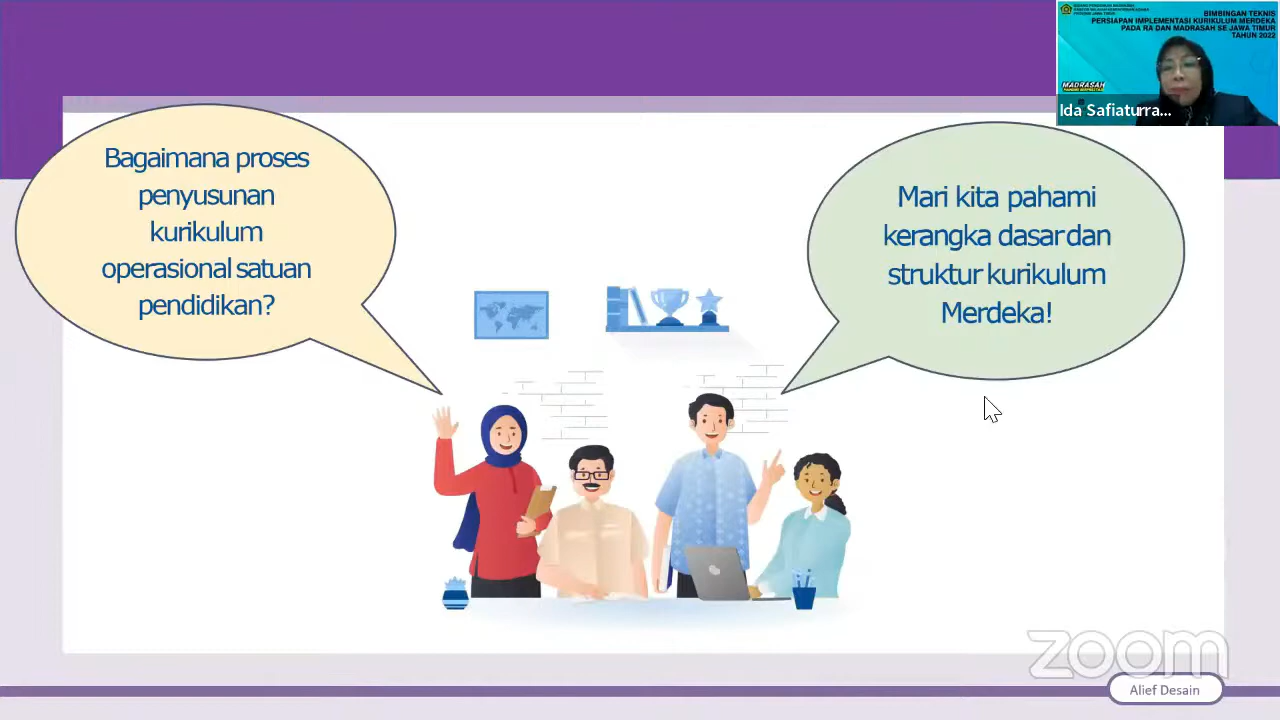 Bagaimana proses
penyusunan
kurikulum
operasional satuan
pendidikan?
Mari kita pahami
kerangka dasar dan
struktur kurikulum
Merdeka!
BIMBINGAN TEKNIS
PERSIAPAN IMPLEMENTASI KURIKULUM MERDEKA
PADA RA DAN MADRASAH SE JAWA TIMUR
TAHUN 2022
MADRASAH
Ida Safiaturra...
zoom
Alief Desain